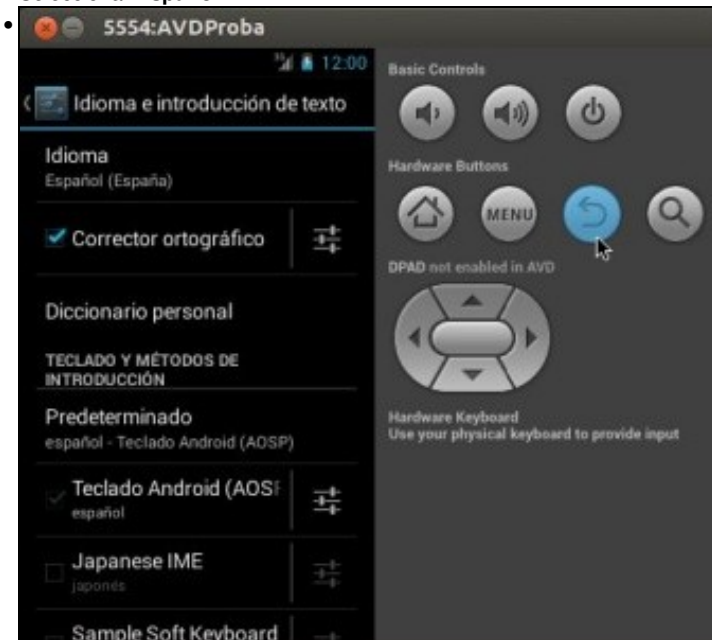 5554:AVDProba
12:00
Idioma e introducción de texto
Idioma
Español (España)
Corrector ortográfico
Diccionario personal
TECLADO Y MÉTODOS DE
INTRODUCCIÓN
Predeterminado
español - Teclado Android (AOSP)
Teclado Android (AOS
español
Japanese IME
japonés
Sample Soft Keyboard
Basic Controls
Hardware Buttons
MENU
DPAD not enabled in AVD
Hardware Keyboard
Use your physical keyboard to provide input